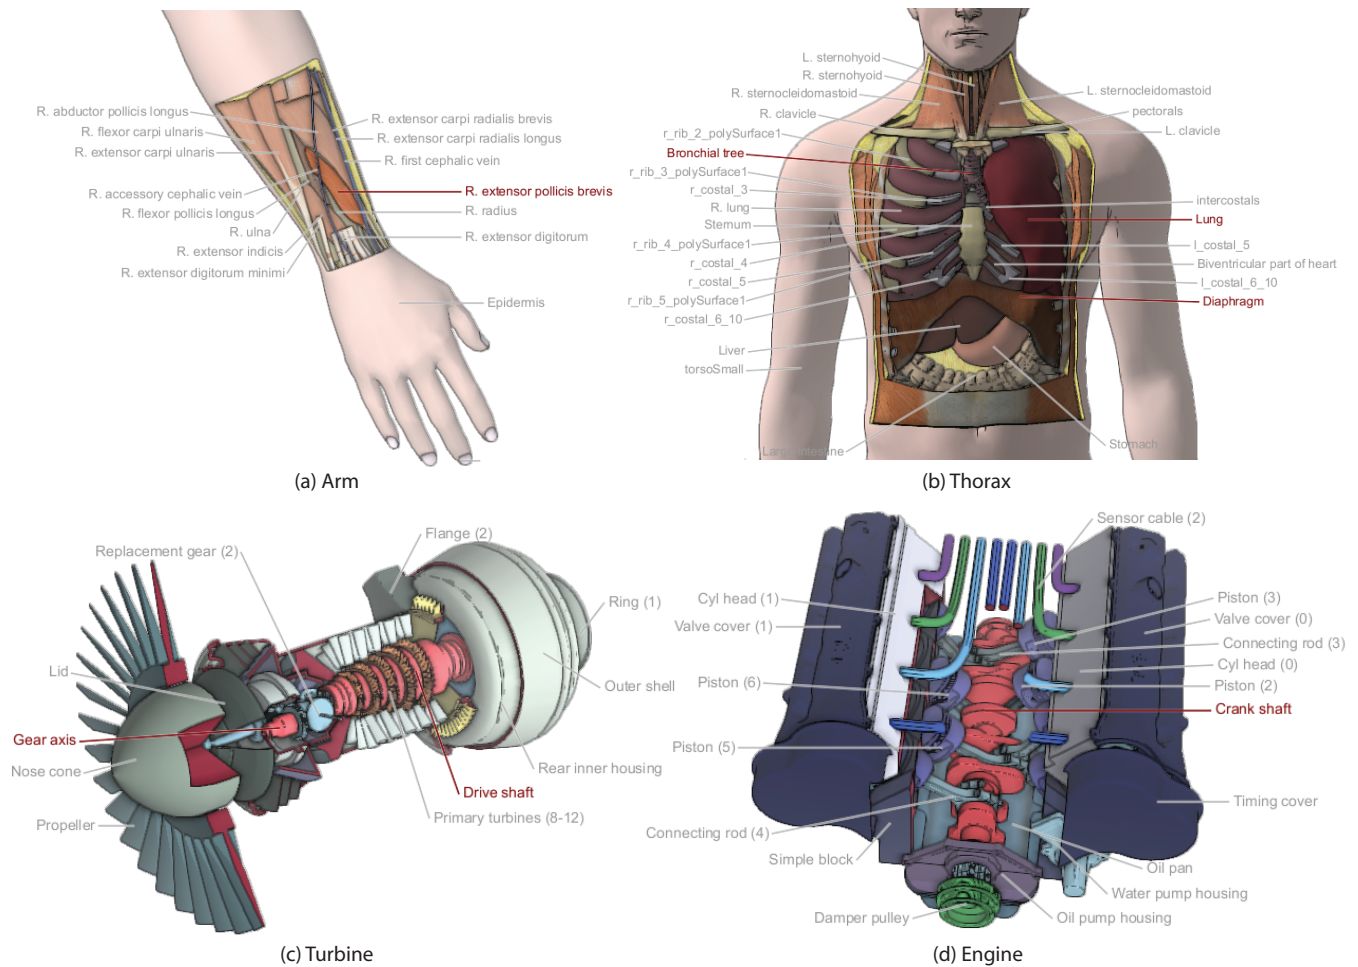 R. abductor pollicis longus
R. flexor carpi ulnaris
R. extensor carpi ulnaris
R. accessory cephalic vein
R. flexor pollicis longus
R. ulna
R. extensor indicis
R. extensor digitorum minimi
R. extensor carpi radialis brevis
R. extensor carpi radialis longus
R. first cephalic vein
R. extensor pollicis brevis
R. radius
R. extensor digitorum
Epidermis
(a) Arm
L. sternohyoid
R. sternohyoid
R. sternocleidomastoid
R. clavicle
r_rib_2_polySurface1
Bronchial tree
r_rib_3_polySurface1
r_costal_3
R. lung
Sternum
r_rib_4_polySurface1
r_costal_4
r_costal_5
r_rib_5_polySurface1
r_costal_6_10
Liver
torsoSmall
Large intestine
L. sternocleidomastoid
pectorals
L. clavicle
intercostals
Lung
l_costal_5
Biventricular part of heart
l_costal_6_10
Diaphragm
Stomach
(b) Thorax
Replacement gear (2)
Flange (2)
Ring (1)
Lid
Outer shell
Gear axis
Nose cone
Rear inner housing
Drive shaft
Primary turbines (8-12)
Propeller
(c) Turbine
Sensor cable (2)
Cyl head (1)
Valve cover (1)
Piston (6)
Piston (5)
Connecting rod (4)
Simple block
Damper pulley
Piston (3)
Valve cover (0)
Connecting rod (3)
Cyl head (0)
Piston (2)
Crank shaft
Timing cover
Oil pan
Water pump housing
Oil pump housing
(d) Engine